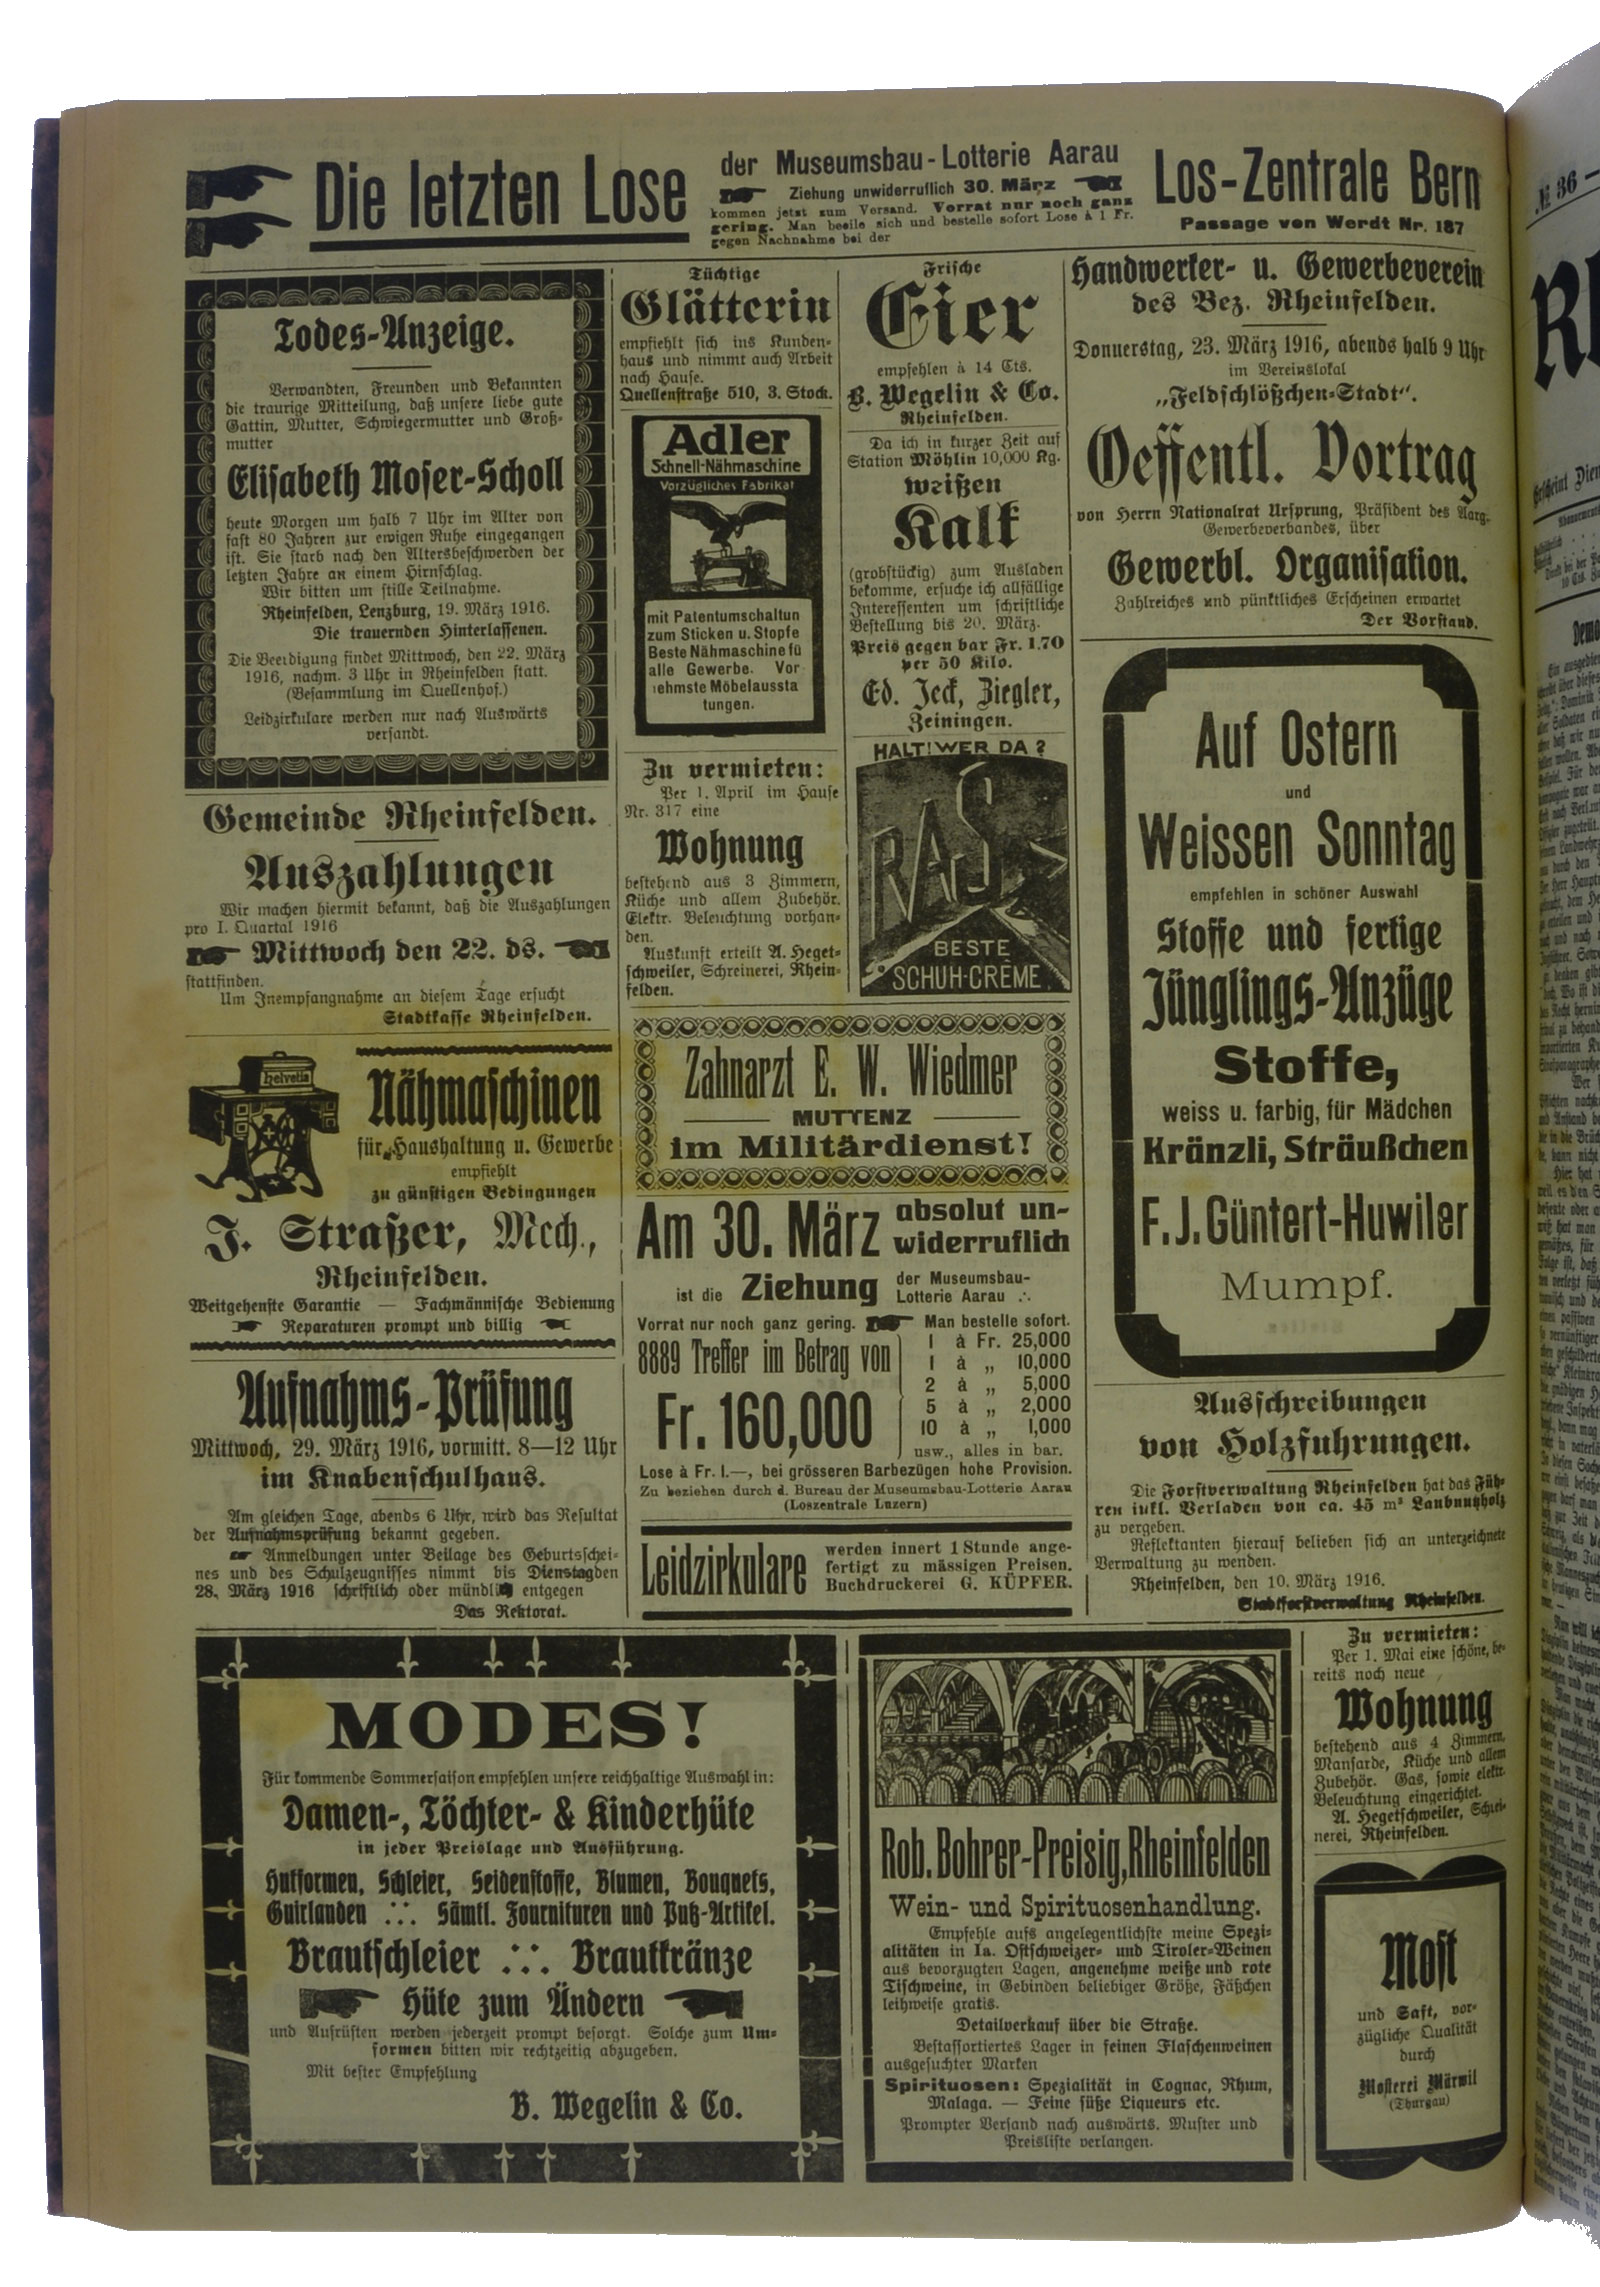 Die letzten Lose
der Museumsbau-Lotterie Aarau
Ziehung unwiderruflich 30. März
kommen jetzt zum Versand. Vorrat nur noch ganz
gering. Man beeile sich und bestelle sofort Lose à 1 Fr.
gegen Nachnahme bei der
Los-Zentrale Bern
Passage von Werdt Nr. 187
Todes-Anzeige.
Verwandten, Freunden und Bekannten
die traurige Mitteilung, daß unsere liebe gute
Gattin, Mutter, Schwiegermutter und Groß-
mutter
Elisabeth Moser-Scholl
heute Morgen um halb 7 Uhr im Alter von
fast 80 Jahren zur ewigen Ruhe eingegangen
ist. Sie starb nach den Altersbeschwerden der
letzten Jahre an einem Hirnschlag.
Wir bitten um stille Teilnahme.
Rheinfelden, Lenzburg, 19. März 1916.
Die trauernden Hinterlassenen.
Die Beerdigung findet Mittwoch, den 22. März
1916, nachm. 3 Uhr in Rheinfelden statt.
(Besammlung im Quellenhof.)
Leidzirkulare werden nur nach Auswärts
versandt.
Gemeinde Rheinfelden.
Auszahlungen
Wir machen hiermit bekannt, daß die Auszahlungen
pro I. Quartal 1916
Mittwoch den 22. ds.
stattfinden.
Um Inempfangnahme an diesem Tage ersucht
Stadtkasse Rheinfelden.
helvetia
Nähmaschinen
für Haushaltung u. Gewerbe
empfiehlt
zu günstigen Bedingungen
J. Straßer, Mech.,
Rheinfelden.
Weitgehenste Garantie — Fachmännische Bedienung
Reparaturen prompt und billig
Aufnahms-Prüfung
Mittwoch, 29. März 1916, vormitt. 8—12 Uhr
im Knabenschulhaus.
Am gleichen Tage, abends 6 Uhr, wird das Resultat
der Aufnahmsprüfung bekannt gegeben.
Anmeldungen unter Beilage des Geburtsschei-
nes und des Schulzeugnisses nimmt bis Dienstag den
28. März 1916 schriftlich oder mündlich entgegen
Das Rektorat.
Tüchtige
Glätterin
empfiehlt sich ins Kunden-
haus und nimmt auch Arbeit
nach Hause.
Quellenstraße 510, 3. Stock.
Adler
Schnell-Nähmaschine
Vorzügliches Fabrikat
mit Patentumschaltun
zum Sticken u. Stopfe
Beste Nähmaschine fü
alle Gewerbe. Vor
ehmste Möbelaussta
tungen.
Zu vermieten:
Per 1. April im Hause
Nr. 317 eine
Wohnung
bestehend aus 3 Zimmern,
Küche und allem Zubehör.
Elektr. Beleuchtung vorhan-
den.
Auskunft erteilt A. Heget-
schweiler, Schreinerei, Rhein-
felden.
Frische
Eier
empfehlen à 14 Cts.
B. Wegelin & Co.
Rheinfelden.
Da ich in kurzer Zeit auf
Station Möhlin 10,000 Kg.
weißen
Kalk
(grobstückig) zum Ausladen
bekomme, ersuche ich allfällige
Interessenten um schriftliche
Bestellung bis 20. März.
Preis gegen bar Fr. 1.70
per 50 Kilo.
Ed. Jeck, Ziegler,
Zeiningen.
HALT! WER DA?
RAS
BESTE
SCHUH-CRÈME
Zahnarzt E. W. Wiedmer
MUTTENZ
im Militärdienst!
Am 30. März absolut un-
widerruflich
ist die Ziehung der Museumsbau-
Lotterie Aarau ∴
Vorrat nur noch ganz gering. Man bestelle sofort.
8889 Treffer im Betrag von
Fr. 160,000
1 à Fr. 25,000
1 à „ 10,000
2 à „ 5,000
5 à „ 2,000
10 à „ 1,000
usw., alles in bar.
Lose à Fr. 1.—, bei grösseren Barbezügen hohe Provision.
Zu beziehen durch d. Bureau der Museumsbau-Lotterie Aarau
(Loszentrale Luzern)
Leidzirkulare
werden innert 1 Stunde ange-
fertigt zu mässigen Preisen.
Buchdruckerei G. KÜPFER.
Handwerker- u. Gewerbeverein
des Bez. Rheinfelden.
Donnerstag, 23. März 1916, abends halb 9 Uhr
im Vereinslokal
„Feldschlößchen-Stadt“.
Oeffentl. Vortrag
von Herrn Nationalrat Ursprung, Präsident des Aarg.
Gewerbeverbandes, über
Gewerbl. Organisation.
Zahlreiches und pünktliches Erscheinen erwartet
Der Vorstand.
Auf Ostern
und
Weissen Sonntag
empfehlen in schöner Auswahl
Stoffe und fertige
Jünglings-Anzüge
Stoffe,
weiss u. farbig, für Mädchen
Kränzli, Sträußchen
F. J. Güntert-Huwiler
Mumpf.
Ausschreibungen
von Holzfuhrungen.
Die Forstverwaltung Rheinfelden hat das Füh-
ren inkl. Verladen von ca. 45 m³ Laubnutzholz
zu vergeben.
Reflektanten hierauf belieben sich an unterzeichnete
Verwaltung zu wenden.
Rheinfelden, den 10. März 1916.
Stadtforstverwaltung Rheinfelden.
MODES!
Für kommende Sommersaison empfehlen unsere reichhaltige Auswahl in:
Damen-, Töchter- & Kinderhüte
in jeder Preislage und Ausführung.
Hutformen, Schleier, Seidenstoffe, Blumen, Bouquets,
Guirlanden ∴ Sämtl. Fournituren und Putz-Artikel.
Brautschleier ∴ Brautkränze
Hüte zum Ändern
und Aufrüsten werden jederzeit prompt besorgt. Solche zum Um-
formen bitten wir rechtzeitig abzugeben.
Mit bester Empfehlung
B. Wegelin & Co.
Rob. Bohrer-Preisig, Rheinfelden
Wein- und Spirituosenhandlung.
Empfehle aufs angelegentlichste meine Spezi-
alitäten in Ia. Ostschweizer- und Tiroler-Weinen
aus bevorzugten Lagen, angenehme weiße und rote
Tischweine, in Gebinden beliebiger Größe, Fäßchen
leihweise gratis.
Detailverkauf über die Straße.
Bestassortiertes Lager in feinen Flaschenweinen
ausgesuchter Marken
Spirituosen: Spezialität in Cognac, Rhum,
Malaga. — Feine süße Liqueurs etc.
Prompter Versand nach auswärts. Muster und
Preisliste verlangen.
Zu vermieten:
Per 1. Mai eine schöne, be-
reits noch neue
Wohnung
bestehend aus 4 Zimmern,
Mansarde, Küche und allem
Zubehör. Gas, sowie elektr.
Beleuchtung eingerichtet.
A. Hegetschweiler, Schrei-
nerei, Rheinfelden.
Most
und Saft, vor-
zügliche Qualität
durch
Mosterei Märwil
(Thurgau)
№ 36 —